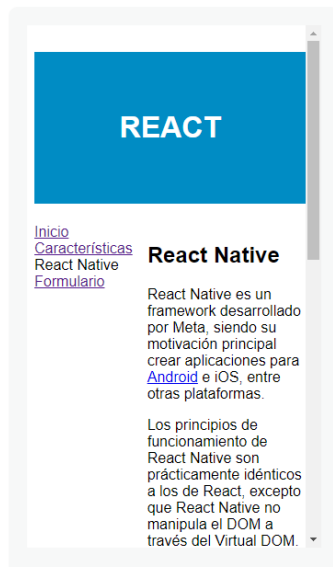 REACT
Inicio
Características
React Native
Formulario
React Native
React Native es un
framework desarrollado
por Meta, siendo su
motivación principal
crear aplicaciones para
Android e iOS, entre
otras plataformas.
Los principios de
funcionamiento de
React Native son
prácticamente idénticos
a los de React, excepto
que React Native no
manipula el DOM a
través del Virtual DOM.